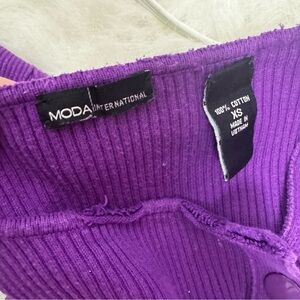 MODA INTERNATIONAL
100% COTTON
XS
MADE IN
VIETNAM